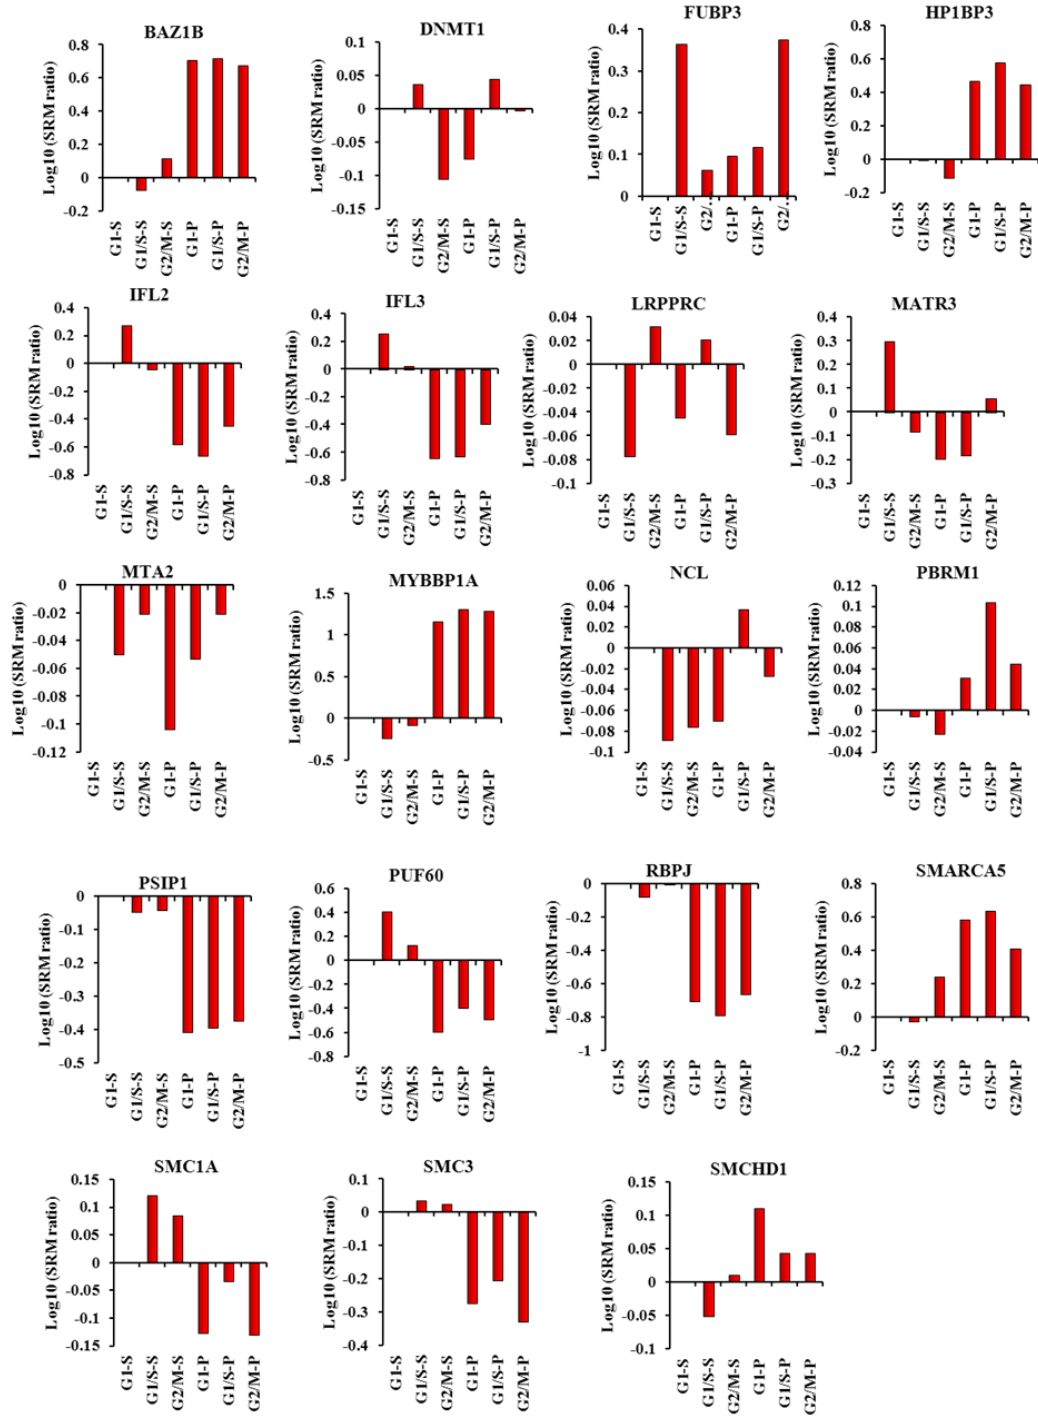 BAZ1B
Log10 (SRM ratio)
0.8
0.6
0.4
0.2
0
-0.2
G1-S
G1/S-S
G2/M-S
G1-P
G1/S-P
G2/M-P
DNMT1
Log10 (SRM ratio)
0.1
0.05
0
-0.05
-0.1
-0.15
G1-S
G1/S-S
G2/M-S
G1-P
G1/S-P
G2/M-P
FUBP3
Log10 (SRM ratio)
0.4
0.3
0.2
0.1
0
G1-S
G1/S-S
G2/..
G1-P
G1/S-P
G2/..
HP1BP3
Log10 (SRM ratio)
0.8
0.6
0.4
0.2
0
-0.2
G1-S
G1/S-S
G2/M-S
G1-P
G1/S-P
G2/M-P
IFL2
Log10 (SRM ratio)
0.4
0.2
0
-0.2
-0.4
-0.6
-0.8
G1-S
G1/S-S
G2/M-S
G1-P
G1/S-P
G2/M-P
IFL3
Log10 (SRM ratio)
0.4
0.2
0
-0.2
-0.4
-0.6
-0.8
G1-S
G1/S-S
G2/M-S
G1-P
G1/S-P
G2/M-P
LRPPRC
Log10 (SRM ratio)
0.04
0.02
0
-0.02
-0.04
-0.06
-0.08
-0.1
G1-S
G1/S-S
G2/M-S
G1-P
G1/S-P
G2/M-P
MATR3
Log10 (SRM ratio)
0.4
0.3
0.2
0.1
0
-0.1
-0.2
-0.3
G1-S
G1/S-S
G2/M-S
G1-P
G1/S-P
G2/M-P
MTA2
Log10 (SRM ratio)
0
-0.02
-0.04
-0.06
-0.08
-0.1
-0.12
G1-S
G1/S-S
G2/M-S
G1-P
G1/S-P
G2/M-P
MYBBP1A
Log10 (SRM ratio)
1.5
1
0.5
0
-0.5
G1-S
G1/S-S
G2/M-S
G1-P
G1/S-P
G2/M-P
NCL
Log10 (SRM ratio)
0.06
0.04
0.02
0
-0.02
-0.04
-0.06
-0.08
-0.1
G1-S
G1/S-S
G2/M-S
G1-P
G1/S-P
G2/M-P
PBRM1
Log10 (SRM ratio)
0.12
0.1
0.08
0.06
0.04
0.02
0
-0.02
-0.04
G1-S
G1/S-S
G2/M-S
G1-P
G1/S-P
G2/M-P
PSIP1
Log10 (SRM ratio)
0
-0.1
-0.2
-0.3
-0.4
-0.5
G1-S
G1/S-S
G2/M-S
G1-P
G1/S-P
G2/M-P
PUF60
Log10 (SRM ratio)
0.6
0.4
0.2
0
-0.2
-0.4
-0.6
-0.8
G1-S
G1/S-S
G2/M-S
G1-P
G1/S-P
G2/M-P
RBPJ
Log10 (SRM ratio)
0
-0.2
-0.4
-0.6
-0.8
-1
G1-S
G1/S-S
G2/M-S
G1-P
G1/S-P
G2/M-P
SMARCA5
Log10 (SRM ratio)
0.8
0.6
0.4
0.2
0
-0.2
G1-S
G1/S-S
G2/M-S
G1-P
G1/S-P
G2/M-P
SMC1A
Log10 (SRM ratio)
0.15
0.1
0.05
0
-0.05
-0.1
-0.15
G1-S
G1/S-S
G2/M-S
G1-P
G1/S-P
G2/M-P
SMC3
Log10 (SRM ratio)
0.1
0
-0.1
-0.2
-0.3
-0.4
G1-S
G1/S-S
G2/M-S
G1-P
G1/S-P
G2/M-P
SMCHD1
Log10 (SRM ratio)
0.15
0.1
0.05
0
-0.05
-0.1
G1-S
G1/S-S
G2/M-S
G1-P
G1/S-P
G2/M-P